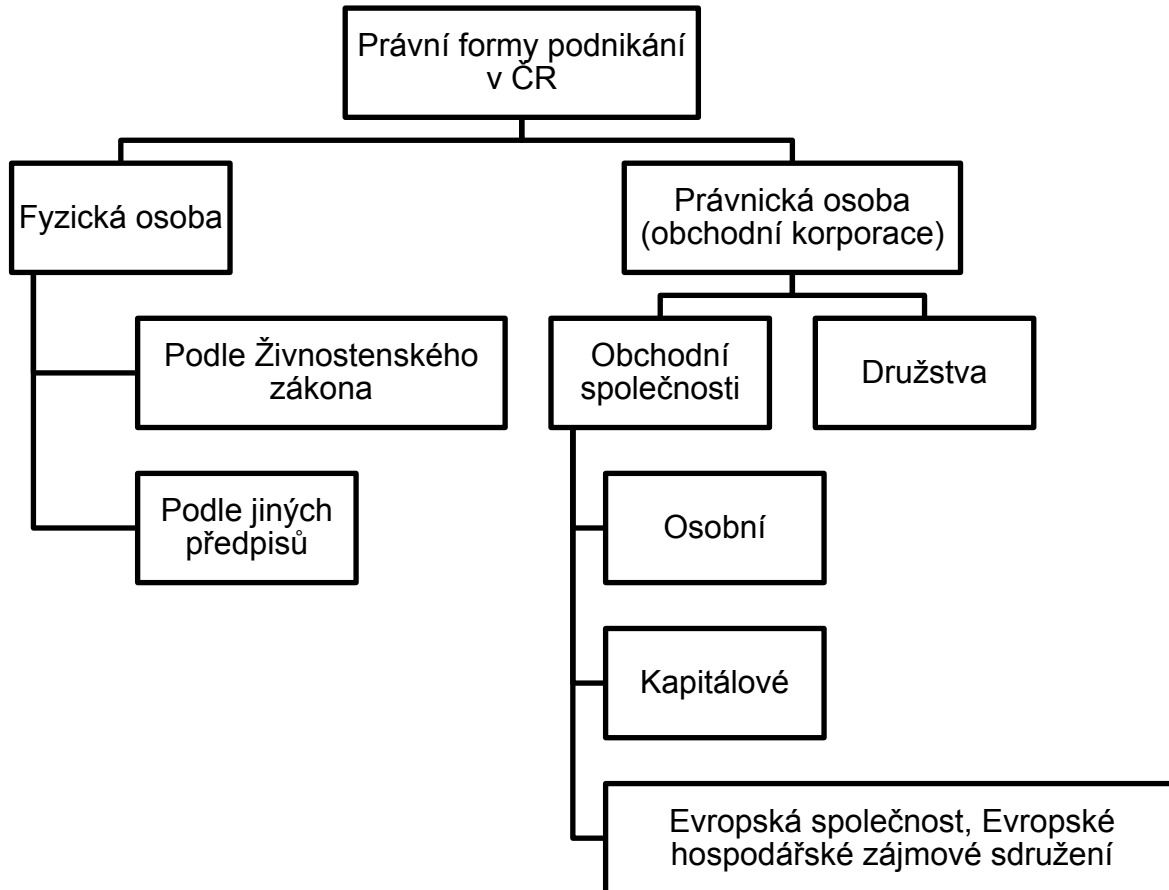 Právní formy podnikání
v ČR
Fyzická osoba
Právnická osoba
(obchodní korporace)
Podle Živnostenského
zákona
Obchodní
společnosti
Družstva
Podle jiných
předpisů
Osobní
Kapitálové
Evropská společnost, Evropské
hospodářské zájmové sdružení